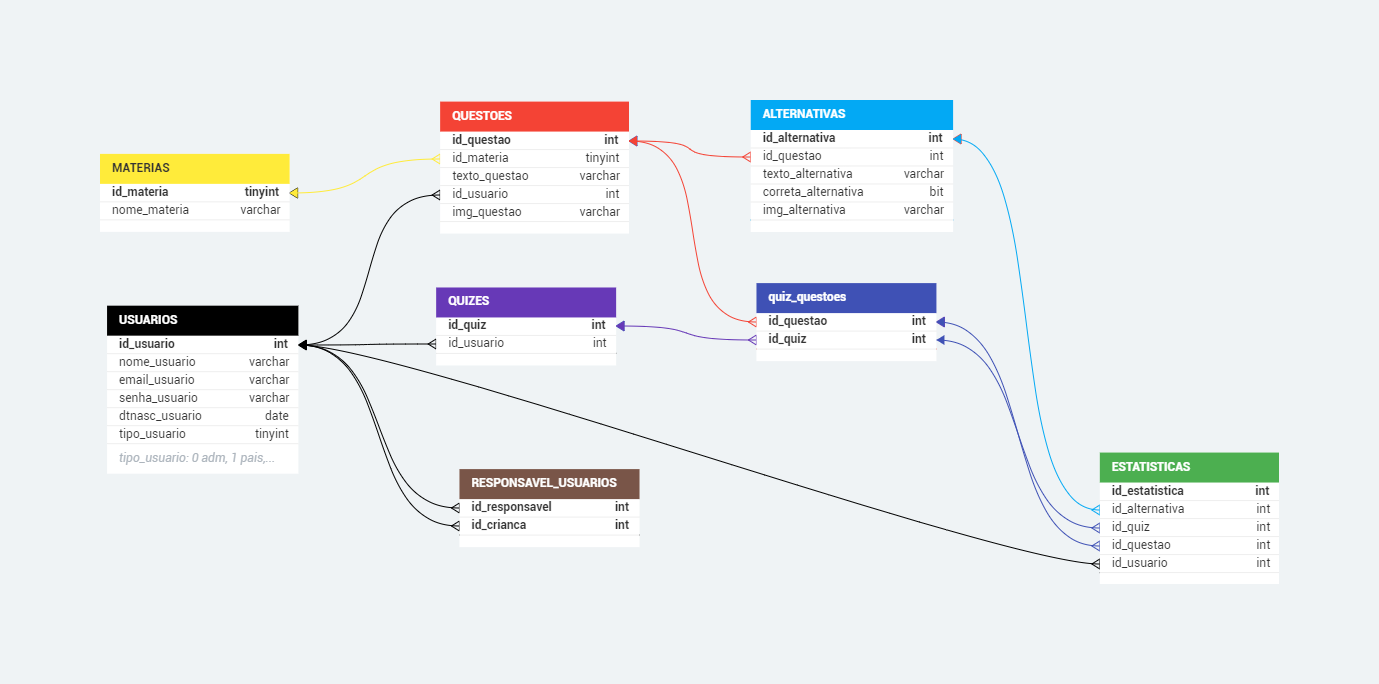 MATERIAS
id_materia tinyint
nome_materia varchar
QUESTOES
id_questao int
id_materia tinyint
texto_questao varchar
id_usuario int
img_questao varchar
ALTERNATIVAS
id_alternativa int
id_questao int
texto_alternativa varchar
correta_alternativa bit
img_alternativa varchar
USUARIOS
id_usuario int
nome_usuario varchar
email_usuario varchar
senha_usuario varchar
dtnasc_usuario date
tipo_usuario tinyint
tipo_usuario: 0 adm, 1 pais,...
QUIZES
id_quiz int
id_usuario int
quiz_questoes
id_questao int
id_quiz int
RESPONSAVEL_USUARIOS
id_responsavel int
id_crianca int
ESTATISTICAS
id_estatistica int
id_alternativa int
id_quiz int
id_questao int
id_usuario int